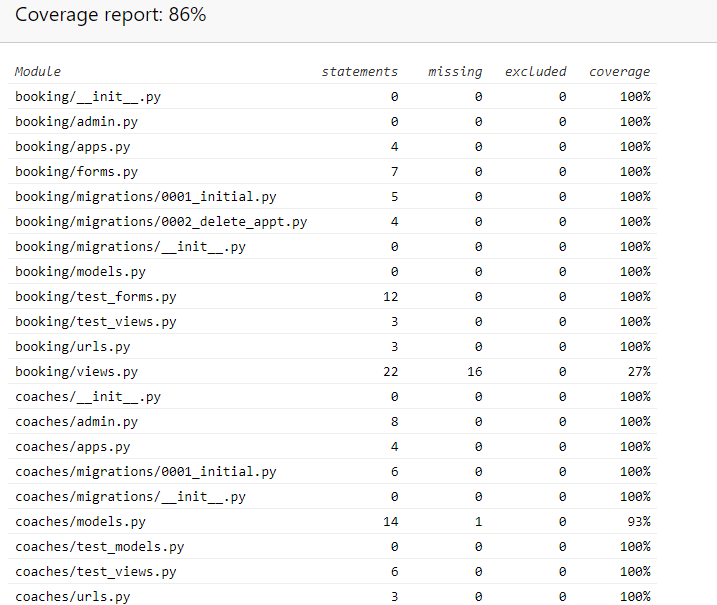 Coverage report: 86%
Module statements missing excluded coverage
booking/__init__.py 0 0 0 100%
booking/admin.py 0 0 0 100%
booking/apps.py 4 0 0 100%
booking/forms.py 7 0 0 100%
booking/migrations/0001_initial.py 5 0 0 100%
booking/migrations/0002_delete_appt.py 4 0 0 100%
booking/migrations/__init__.py 0 0 0 100%
booking/models.py 0 0 0 100%
booking/test_forms.py 12 0 0 100%
booking/test_views.py 3 0 0 100%
booking/urls.py 3 0 0 100%
booking/views.py 22 16 0 27%
coaches/__init__.py 0 0 0 100%
coaches/admin.py 8 0 0 100%
coaches/apps.py 4 0 0 100%
coaches/migrations/0001_initial.py 6 0 0 100%
coaches/migrations/__init__.py 0 0 0 100%
coaches/models.py 14 1 0 93%
coaches/test_models.py 0 0 0 100%
coaches/test_views.py 6 0 0 100%
coaches/urls.py 3 0 0 100%